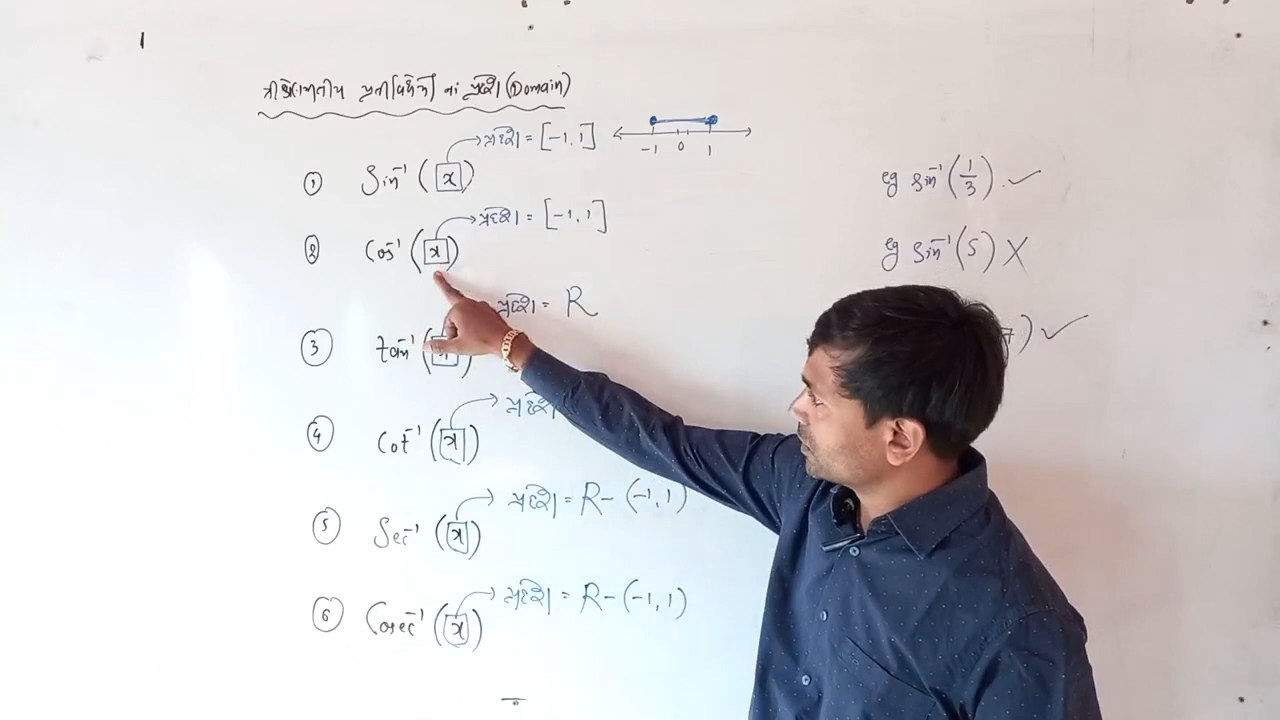 ત્રીકોણમિતીય પ્રતીવિધેયો નાં પ્રદેશ (Domain)
① Sin⁻¹ (x) પ્રદેશ = [-1, 1]
-1 0 1
② Cos⁻¹ (x) પ્રદેશ = [-1, 1]
③ tan⁻¹ (x) પ્રદેશ = R
④ Cot⁻¹ (x) પ્રદેશ
⑤ Sec⁻¹ (x) પ્રદેશ = R - (-1, 1)
⑥ Cosec⁻¹ (x) પ્રદેશ = R - (-1, 1)
eg sin⁻¹ (1/3) ✓
eg sin⁻¹ (5) X
) ✓